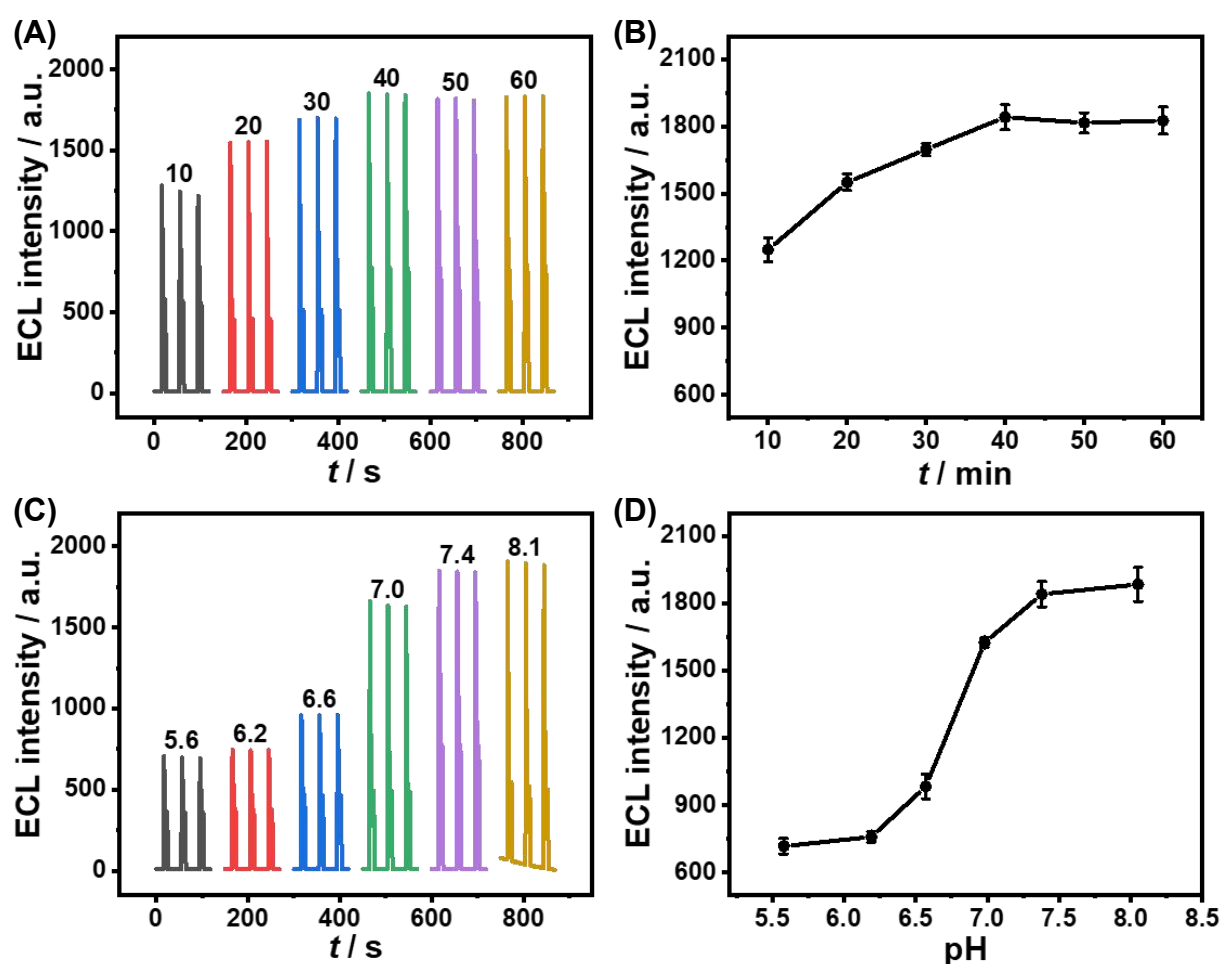 (A)
ECL intensity / a.u.
2000
1500
1000
500
0
10
20
30
40
50
60
0 200 400 600 800
t / s
(B)
ECL intensity / a.u.
2100
1800
1500
1200
900
600
10 20 30 40 50 60
t / min
(C)
ECL intensity / a.u.
2000
1500
1000
500
0
5.6
6.2
6.6
7.0
7.4
8.1
0 200 400 600 800
t / s
(D)
ECL intensity / a.u.
2100
1800
1500
1200
900
600
5.5 6.0 6.5 7.0 7.5 8.0 8.5
pH